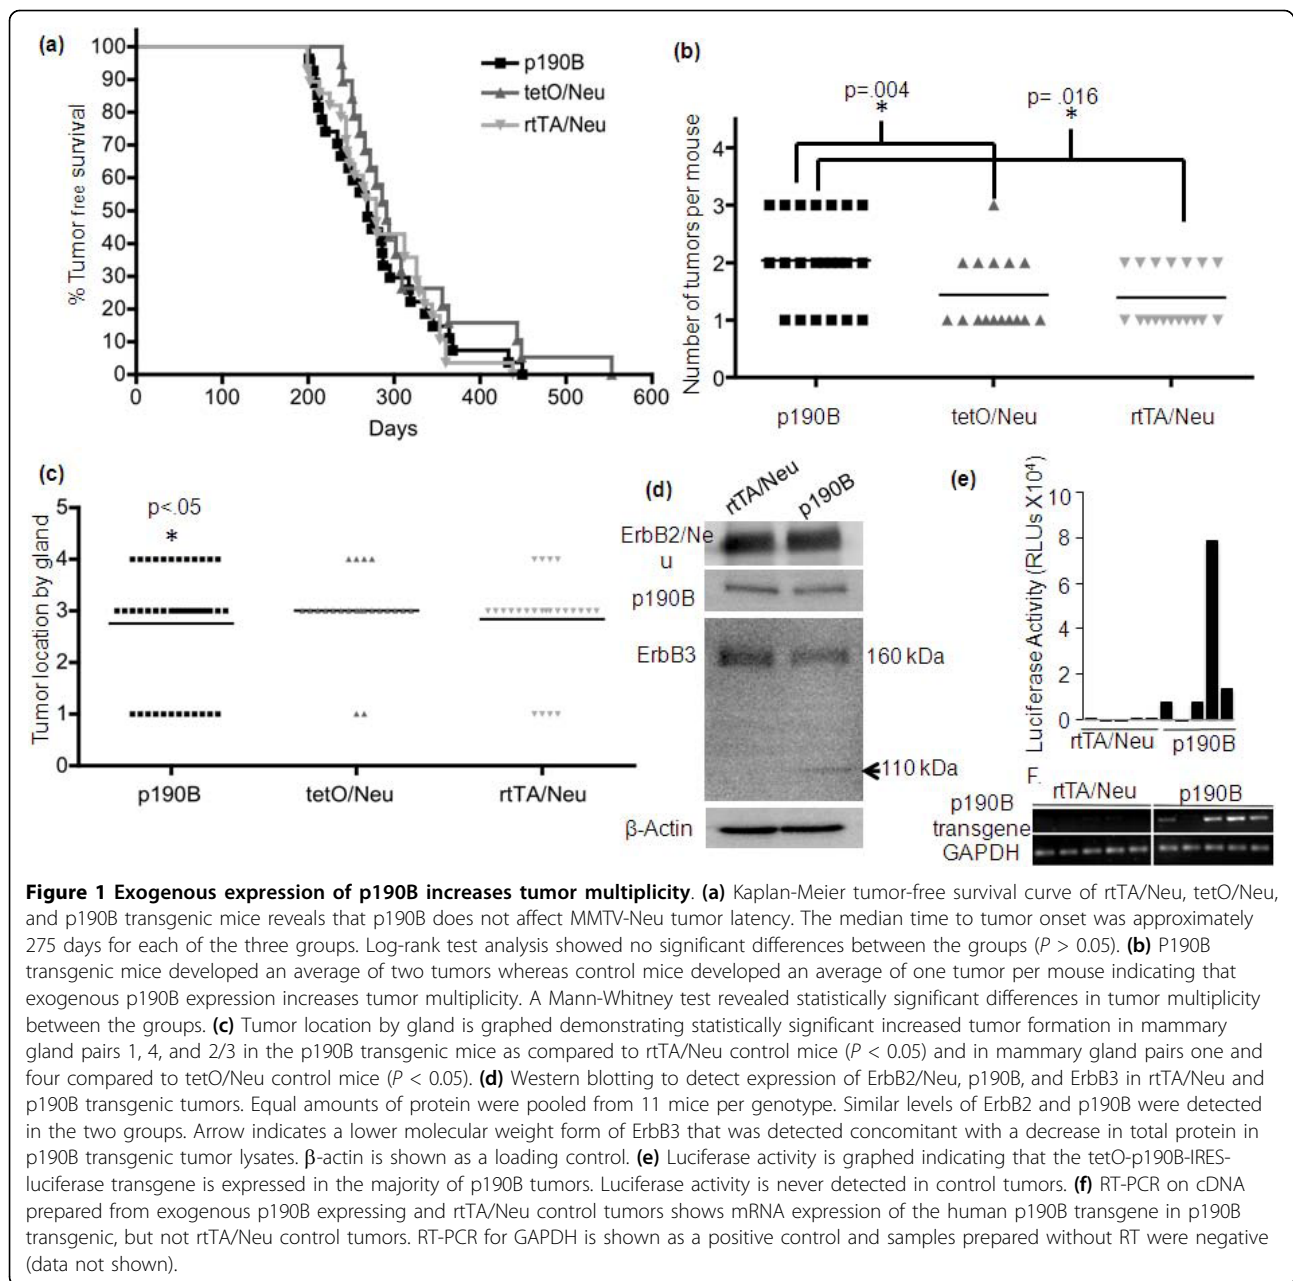 (a)
100
90
80
70
60
50
40
30
20
10
0
% Tumor free survival
0 100 200 300 400 500 600
Days
p190B
tetO/Neu
rtTA/Neu
(b)
p=.004
*
p= .016
*
Number of tumors per mouse
4
3
2
1
0
p190B tetO/Neu rtTA/Neu
(c)
p<.05
*
Tumor location by gland
5
4
3
2
1
0
p190B tetO/Neu rtTA/Neu
(d)
rtTA/Neu p190B
ErbB2/Ne
u
p190B
ErbB3
160 kDa
110 kDa
β-Actin
(e)
Luciferase Activity (RLUs X10⁴)
10
8
6
4
2
0
rtTA/Neu p190B
F.
rtTA/Neu p190B
p190B
transgene
GAPDH
Figure 1 Exogenous expression of p190B increases tumor multiplicity. (a) Kaplan-Meier tumor-free survival curve of rtTA/Neu, tetO/Neu,
and p190B transgenic mice reveals that p190B does not affect MMTV-Neu tumor latency. The median time to tumor onset was approximately
275 days for each of the three groups. Log-rank test analysis showed no significant differences between the groups (P > 0.05). (b) P190B
transgenic mice developed an average of two tumors whereas control mice developed an average of one tumor per mouse indicating that
exogenous p190B expression increases tumor multiplicity. A Mann-Whitney test revealed statistically significant differences in tumor multiplicity
between the groups. (c) Tumor location by gland is graphed demonstrating statistically significant increased tumor formation in mammary
gland pairs 1, 4, and 2/3 in the p190B transgenic mice as compared to rtTA/Neu control mice (P < 0.05) and in mammary gland pairs one and
four compared to tetO/Neu control mice (P < 0.05). (d) Western blotting to detect expression of ErbB2/Neu, p190B, and ErbB3 in rtTA/Neu and
p190B transgenic tumors. Equal amounts of protein were pooled from 11 mice per genotype. Similar levels of ErbB2 and p190B were detected
in the two groups. Arrow indicates a lower molecular weight form of ErbB3 that was detected concomitant with a decrease in total protein in
p190B transgenic tumor lysates. β-actin is shown as a loading control. (e) Luciferase activity is graphed indicating that the tetO-p190B-IRES-
luciferase transgene is expressed in the majority of p190B tumors. Luciferase activity is never detected in control tumors. (f) RT-PCR on cDNA
prepared from exogenous p190B expressing and rtTA/Neu control tumors shows mRNA expression of the human p190B transgene in p190B
transgenic, but not rtTA/Neu control tumors. RT-PCR for GAPDH is shown as a positive control and samples prepared without RT were negative
(data not shown).